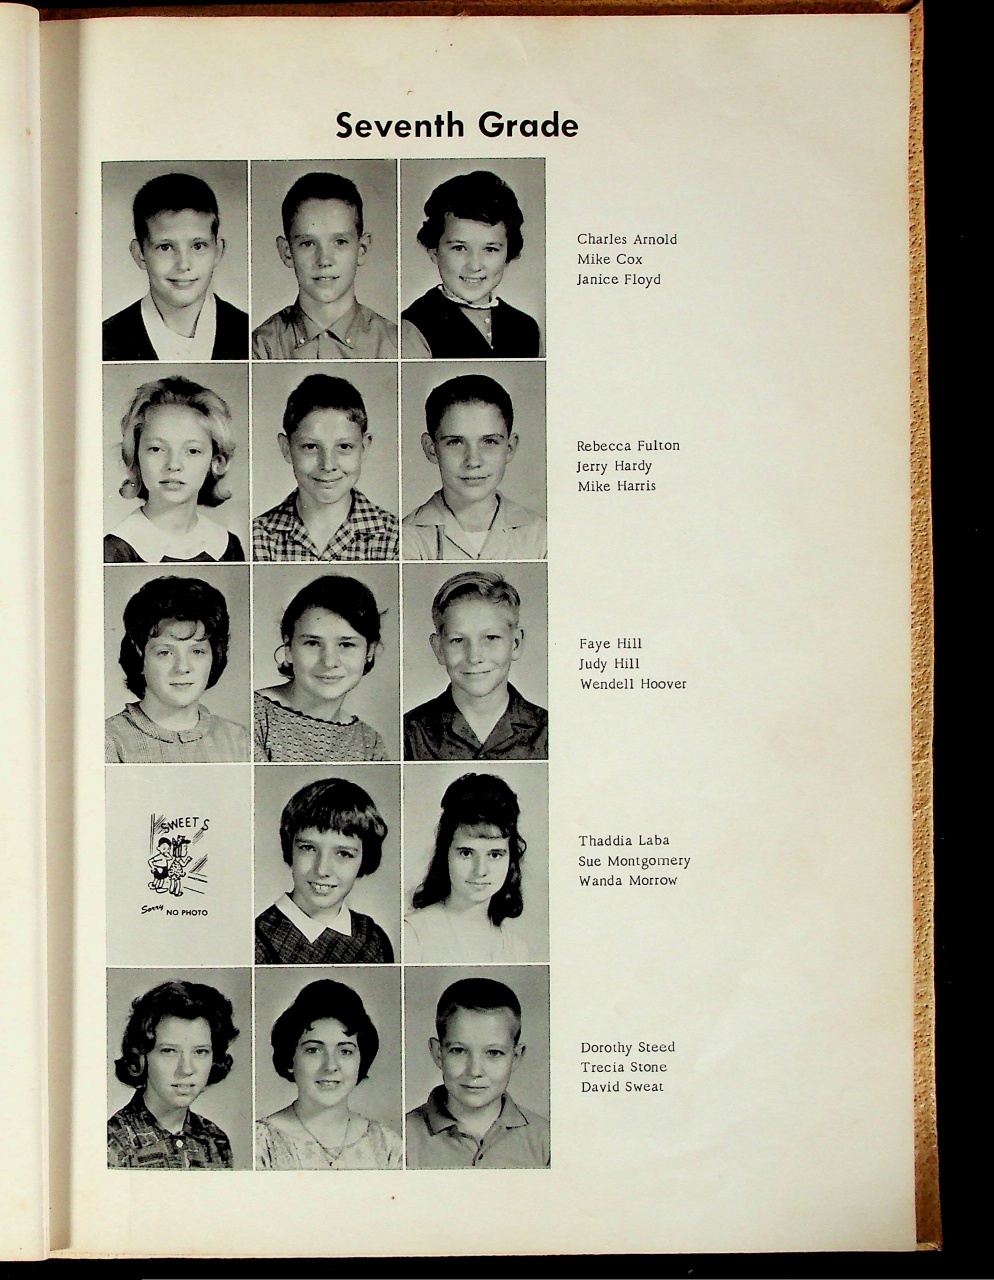 Seventh Grade
Charles Arnold
Mike Cox
Janice Floyd
Rebecca Fulton
Jerry Hardy
Mike Harris
Faye Hill
Judy Hill
Wendell Hoover
SWEETS
Sorry NO PHOTO
Thaddia Laba
Sue Montgomery
Wanda Morrow
Dorothy Steed
Trecia Stone
David Sweat